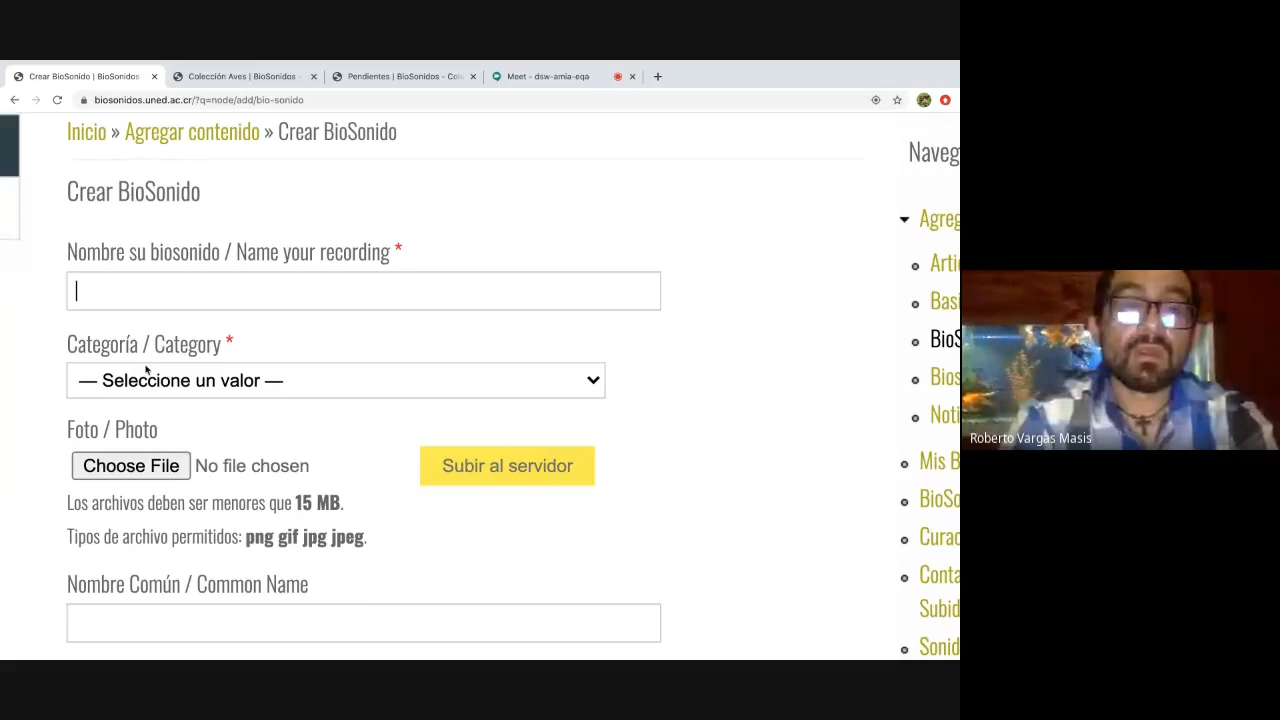 Crear BioSonido | BioSonidos
Colección Aves | BioSonidos -
Pendientes | BioSonidos – Col
Meet - dsw-amia-eqa
biosonidos.uned.ac.cr/?q=node/add/bio-sonido
Inicio » Agregar contenido » Crear BioSonido
Crear BioSonido
Nombre su biosonido / Name your recording *
Categoría / Category *
— Seleccione un valor —
Foto / Photo
Choose File No file chosen
Subir al servidor
Los archivos deben ser menores que 15 MB.
Tipos de archivo permitidos: png gif jpg jpeg.
Nombre Común / Common Name
Naveg
Agreg
Arti
Basi
BioS
Bios
Noti
Mis B
BioSo
Curac
Conta
Subid
Sonid
Roberto Vargas Masis